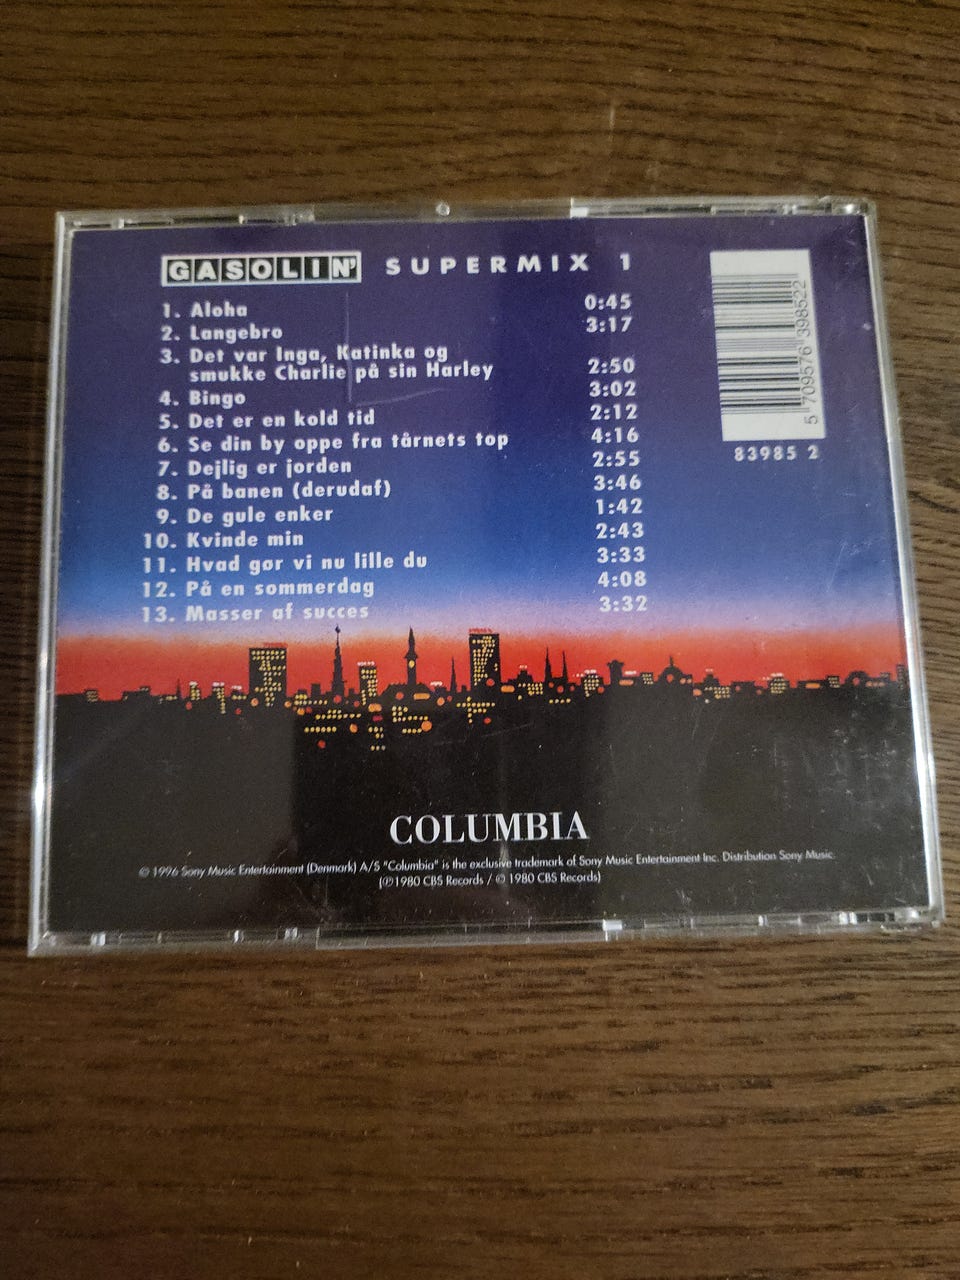 GASOLIN' SUPERMIX 1
1. Aloha 0:45
2. Langebro 3:17
3. Det var Inga, Katinka og
smukke Charlie på sin Harley 2:50
4. Bingo 3:02
5. Det er en kold tid 2:12
6. Se din by oppe fra tårnets top 4:16
7. Dejlig er jorden 2:55
8. På banen (derudaf) 3:46
9. De gule enker 1:42
10. Kvinde min 2:43
11. Hvad gør vi nu lille du 3:33
12. På en sommerdag 4:08
13. Masser af succes 3:32
5 709576 398522
83985 2
COLUMBIA
© 1996 Sony Music Entertainment (Denmark) A/S "Columbia" is the exclusive trademark of Sony Music Entertainment Inc. Distribution Sony Music.
(℗1980 CBS Records / © 1980 CBS Records)